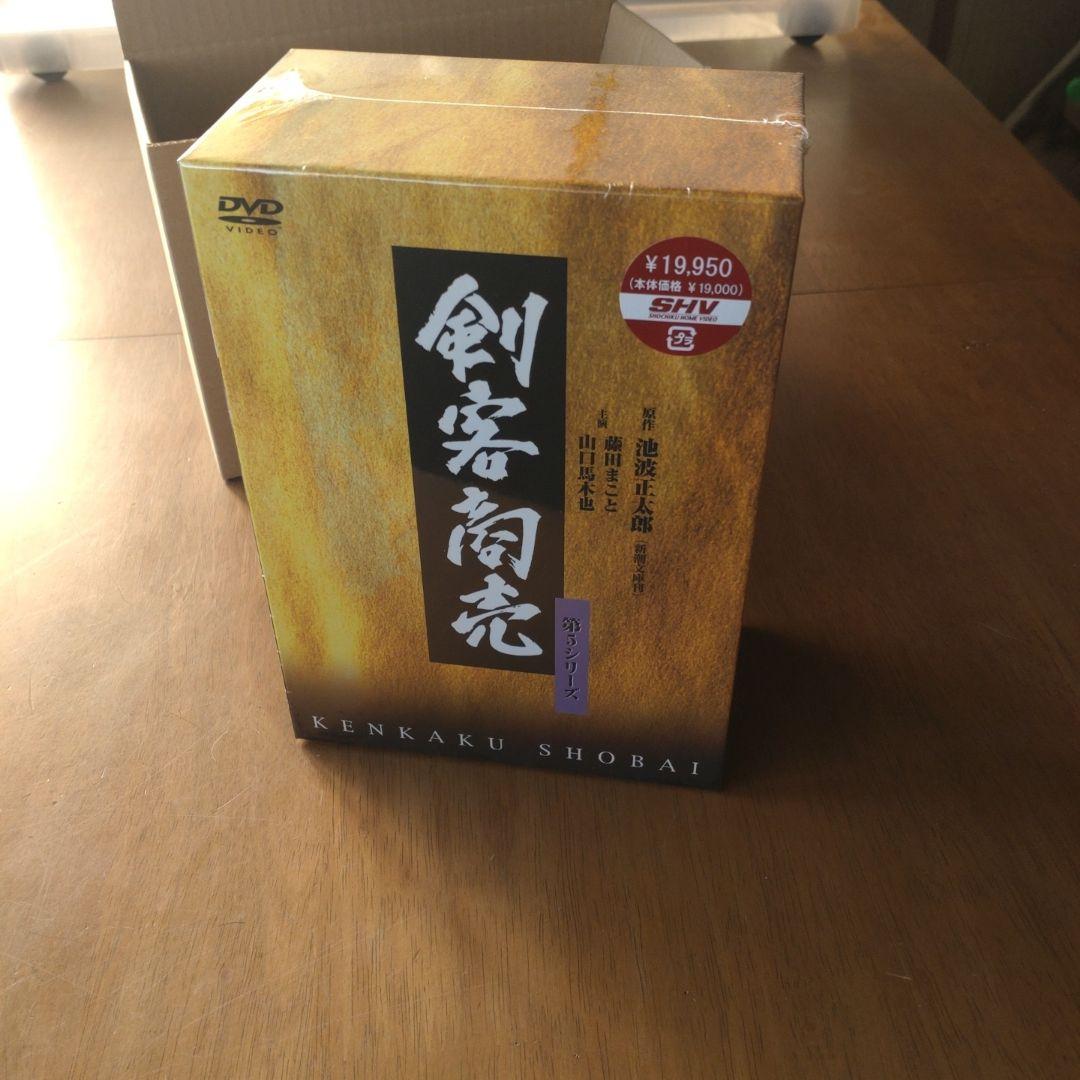 DVD
VIDEO
¥19,950
(本体価格 ¥19,000)
SHV
SHOCHIKU HOME VIDEO
プラ
原作 池波正太郎(新潮文庫刊)
主演 藤田まこと
山口馬木也
剣客商売
第5シリーズ
KENKAKU SHOBAI